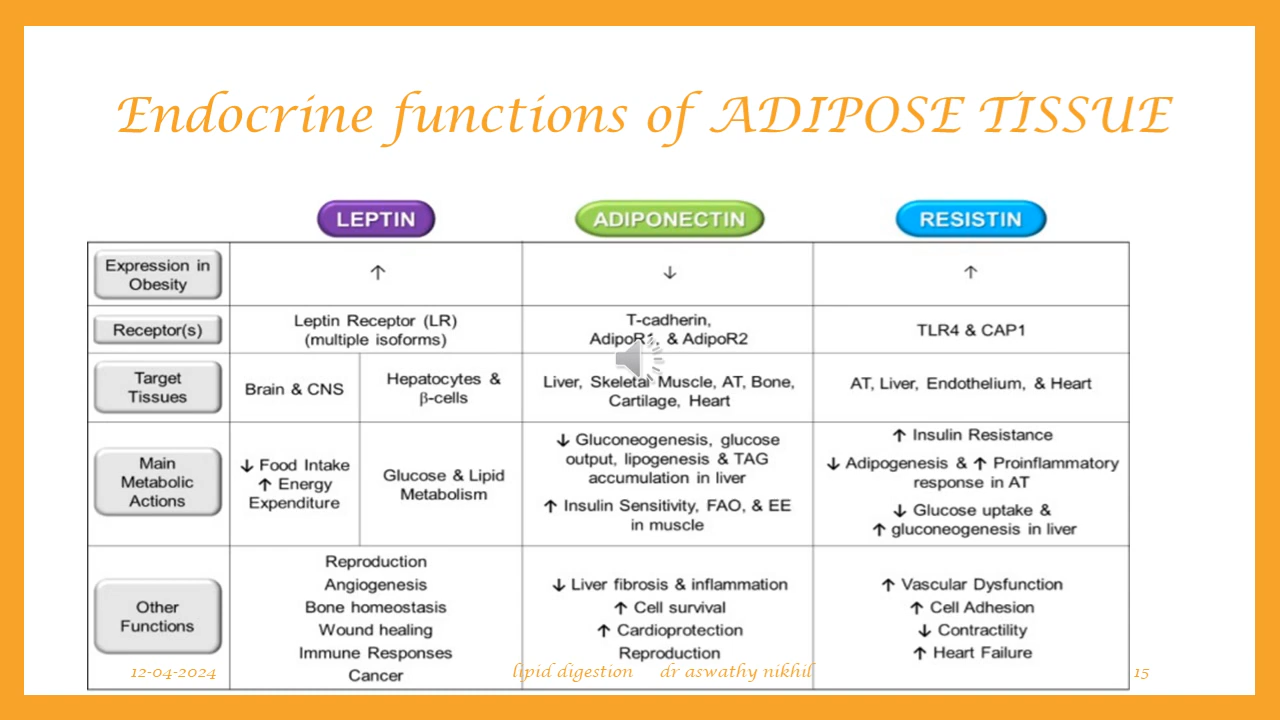 Endocrine functions of ADIPOSE TISSUE
LEPTIN
ADIPONECTIN
RESISTIN
Expression in
Obesity
↑
↓
↑
Receptor(s)
Leptin Receptor (LR)
(multiple isoforms)
T-cadherin,
AdipoR1, & AdipoR2
TLR4 & CAP1
Target
Tissues
Brain & CNS
Hepatocytes &
β-cells
Liver, Skeletal Muscle, AT, Bone,
Cartilage, Heart
AT, Liver, Endothelium, & Heart
Main
Metabolic
Actions
↓ Food Intake
↑ Energy
Expenditure
Glucose & Lipid
Metabolism
↓ Gluconeogenesis, glucose
output, lipogenesis & TAG
accumulation in liver
↑ Insulin Sensitivity, FAO, & EE
in muscle
↑ Insulin Resistance
↓ Adipogenesis & ↑ Proinflammatory
response in AT
↓ Glucose uptake &
↑ gluconeogenesis in liver
Other
Functions
Reproduction
Angiogenesis
Bone homeostasis
Wound healing
Immune Responses
Cancer
↓ Liver fibrosis & inflammation
↑ Cell survival
↑ Cardioprotection
Reproduction
↑ Vascular Dysfunction
↑ Cell Adhesion
↓ Contractility
↑ Heart Failure
12-04-2024
lipid digestion dr aswathy nikhil
15